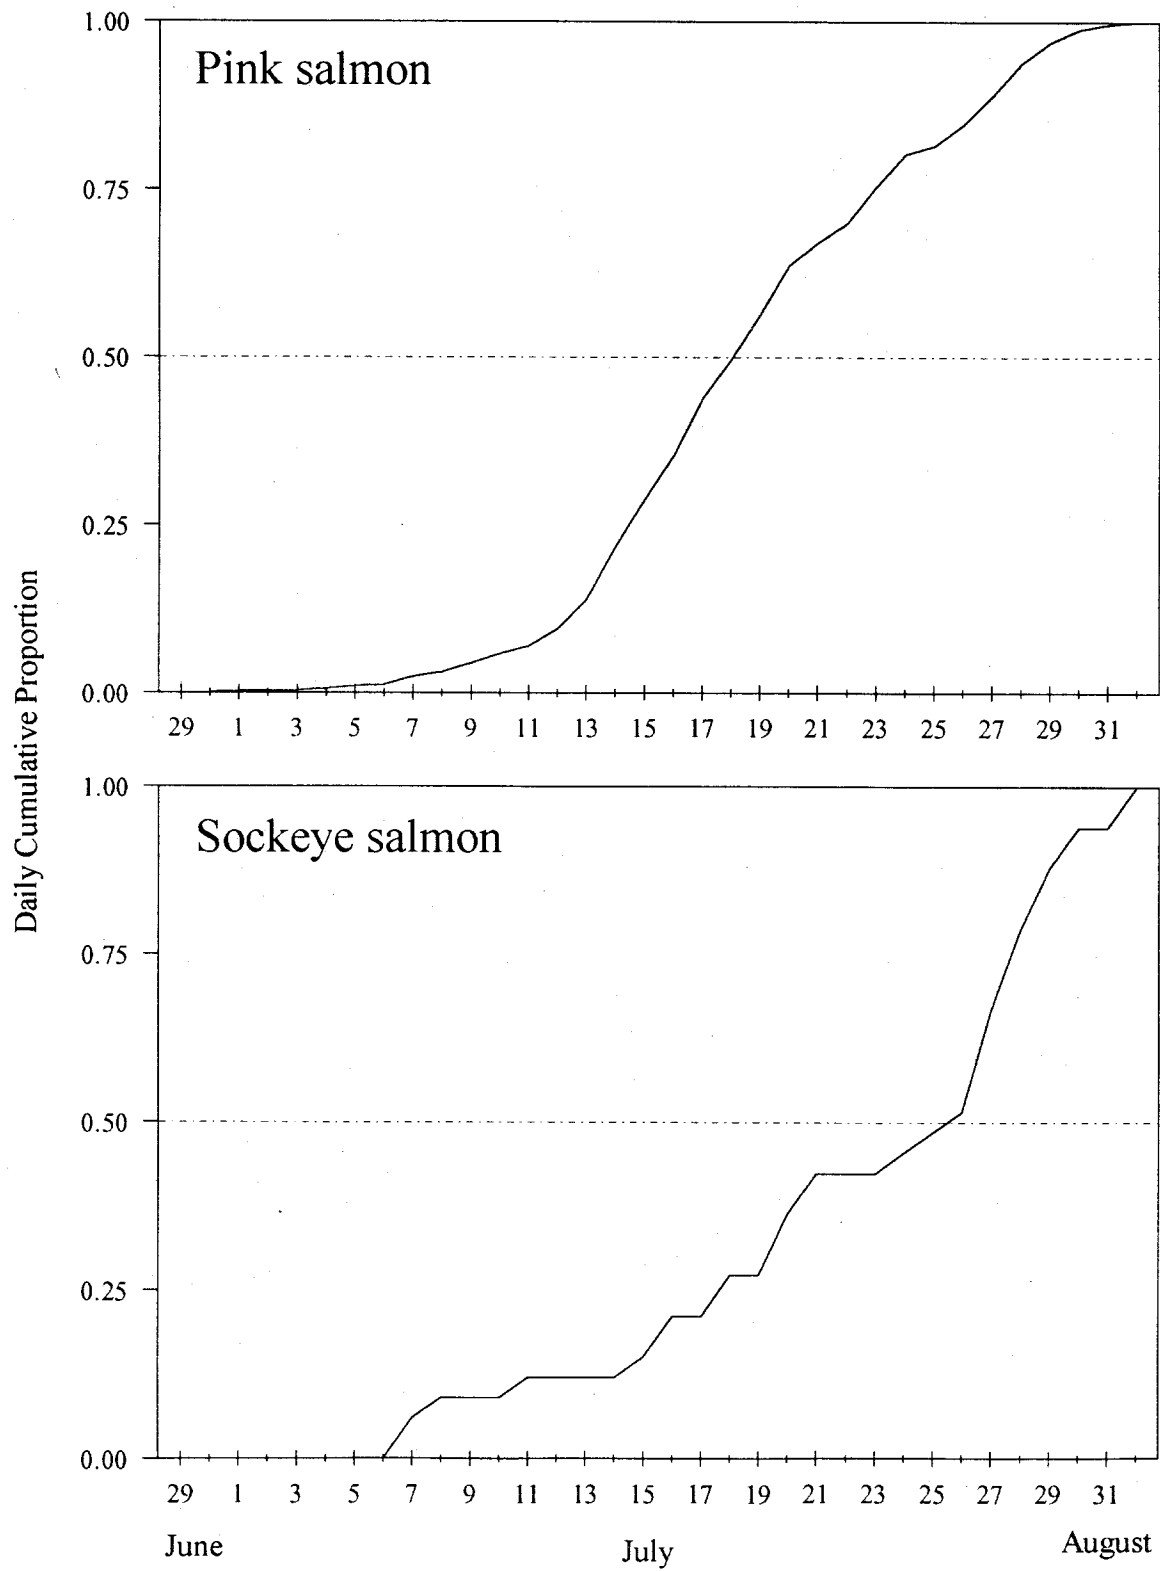 Daily Cumulative Proportion
Pink salmon
1.00
0.75
0.50
0.25
0.00
29 1 3 5 7 9 11 13 15 17 19 21 23 25 27 29 31
Sockeye salmon
1.00
0.75
0.50
0.25
0.00
29 1 3 5 7 9 11 13 15 17 19 21 23 25 27 29 31
June July August